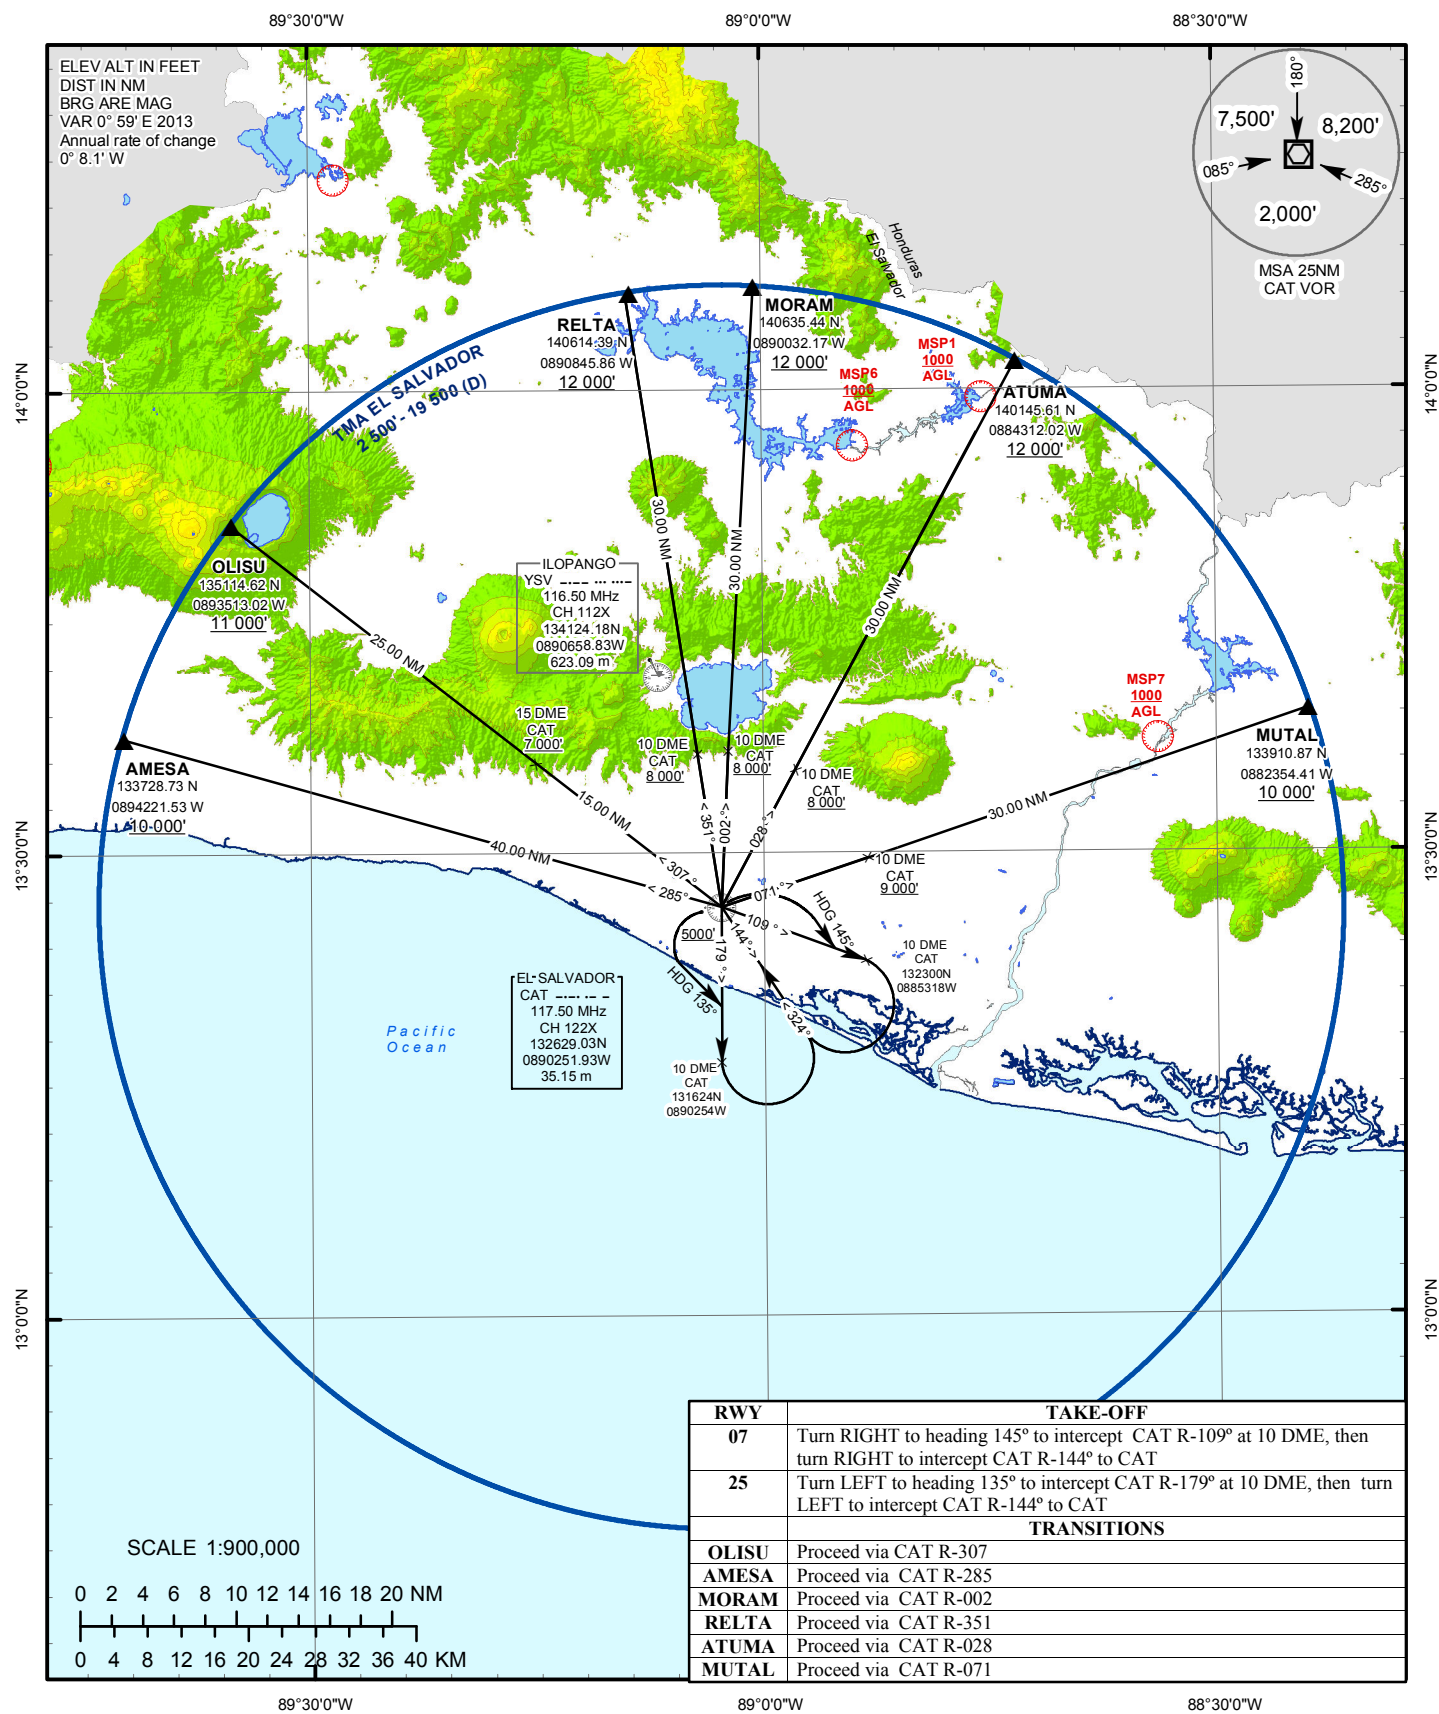 89°30'0"W
89°0'0"W
88°30'0"W
ELEV ALT IN FEET
DIST IN NM
BRG ARE MAG
VAR 0° 59' E 2013
Annual rate of change
0° 8.1' W
180°
7,500'
8,200'
085°
285°
2,000'
MSA 25NM
CAT VOR
Honduras
El Salvador
14°0'0"N
14°0'0"N
TMA EL SALVADOR
2 500'- 19 500 (D)
RELTA
140614.39 N
0890845.86 W
12 000'
MORAM
140635.44 N
0890032.17 W
12 000'
MSP1
1000
AGL
MSP6
1000
AGL
ATUMA
140145.61 N
0884312.02 W
12 000'
OLISU
135114.62 N
0893513.02 W
11 000'
ILOPANGO
YSV -.-- ... ...-
116.50 MHz
CH 112X
134124.18N
0890658.83W
623.09 m
30.00 NM
30.00 NM
30.00 NM
25.00 NM
MSP7
1000
AGL
MUTAL
133910.87 N
0882354.41 W
10 000'
AMESA
133728.73 N
0894221.53 W
10 000'
15 DME
CAT
7 000'
10 DME
CAT
8 000'
10 DME
CAT
8 000'
10 DME
CAT
8 000'
15.00 NM
30.00 NM
40.00 NM
10 DME
CAT
9 000'
13°30'0"N
13°30'0"N
< 351°
002°>
028°>
< 307°
< 285°
071°>
109 °>
144°>
179 °>
< 324°
HDG 145°
5000'
HDG 135°
10 DME
CAT
132300N
0885318W
EL SALVADOR
CAT -.-. .- -
117.50 MHz
CH 122X
132629.03N
0890251.93W
35.15 m
Pacific
Ocean
10 DME
CAT
131624N
0890254W
13°0'0"N
13°0'0"N
RWY TAKE-OFF
07 Turn RIGHT to heading 145º to intercept CAT R-109º at 10 DME, then
turn RIGHT to intercept CAT R-144º to CAT
25 Turn LEFT to heading 135º to intercept CAT R-179º at 10 DME, then turn
LEFT to intercept CAT R-144º to CAT
TRANSITIONS
OLISU Proceed via CAT R-307
AMESA Proceed via CAT R-285
MORAM Proceed via CAT R-002
RELTA Proceed via CAT R-351
ATUMA Proceed via CAT R-028
MUTAL Proceed via CAT R-071
SCALE 1:900,000
0 2 4 6 8 10 12 14 16 18 20 NM
0 4 8 12 16 20 24 28 32 36 40 KM
89°30'0"W
89°0'0"W
88°30'0"W